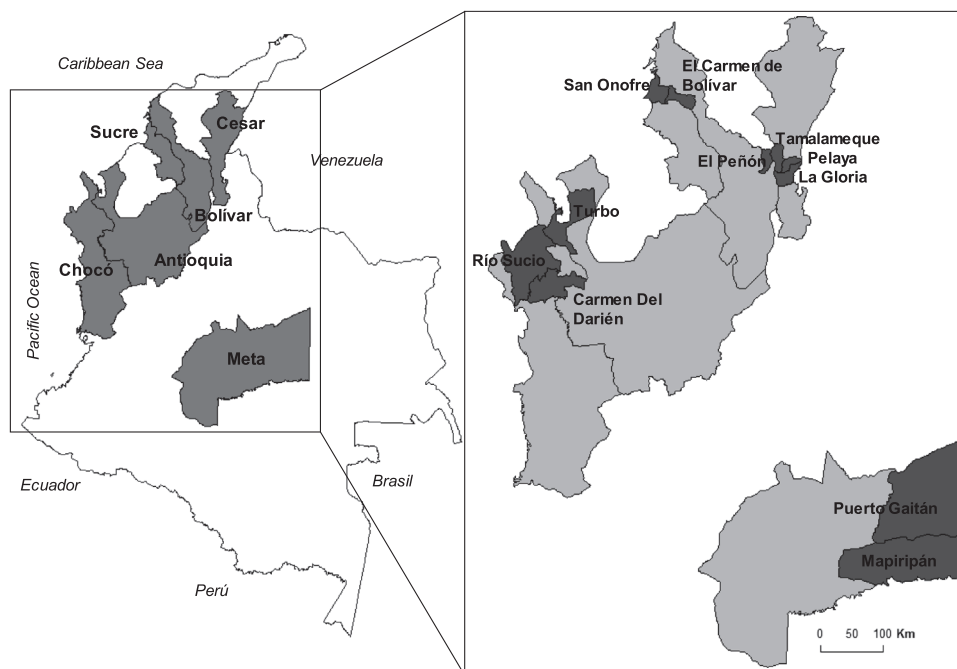 Caribbean Sea
Sucre
Cesar
Venezuela
Bolívar
Chocó
Antioquia
Pacific Ocean
Meta
Ecuador
Brasil
Perú
El Carmen de
Bolívar
San Onofre
Tamalameque
El Peñón
Pelaya
La Gloria
Turbo
Río Sucio
Carmen Del
Darién
Puerto Gaitán
Mapiripán
0 50 100 Km